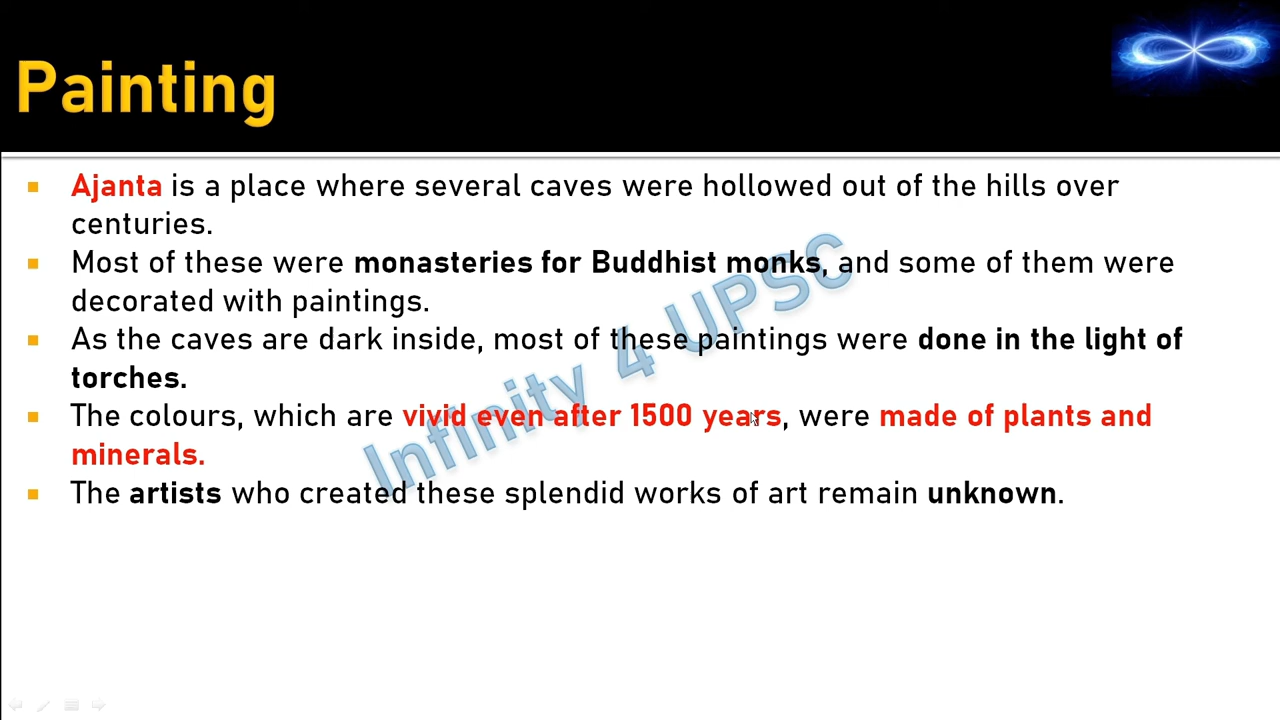 Painting
Ajanta is a place where several caves were hollowed out of the hills over
centuries.
Most of these were monasteries for Buddhist monks, and some of them were
decorated with paintings.
As the caves are dark inside, most of these paintings were done in the light of
torches.
The colours, which are vivid even after 1500 years, were made of plants and
minerals.
The artists who created these splendid works of art remain unknown.
Infinity 4 UPSC